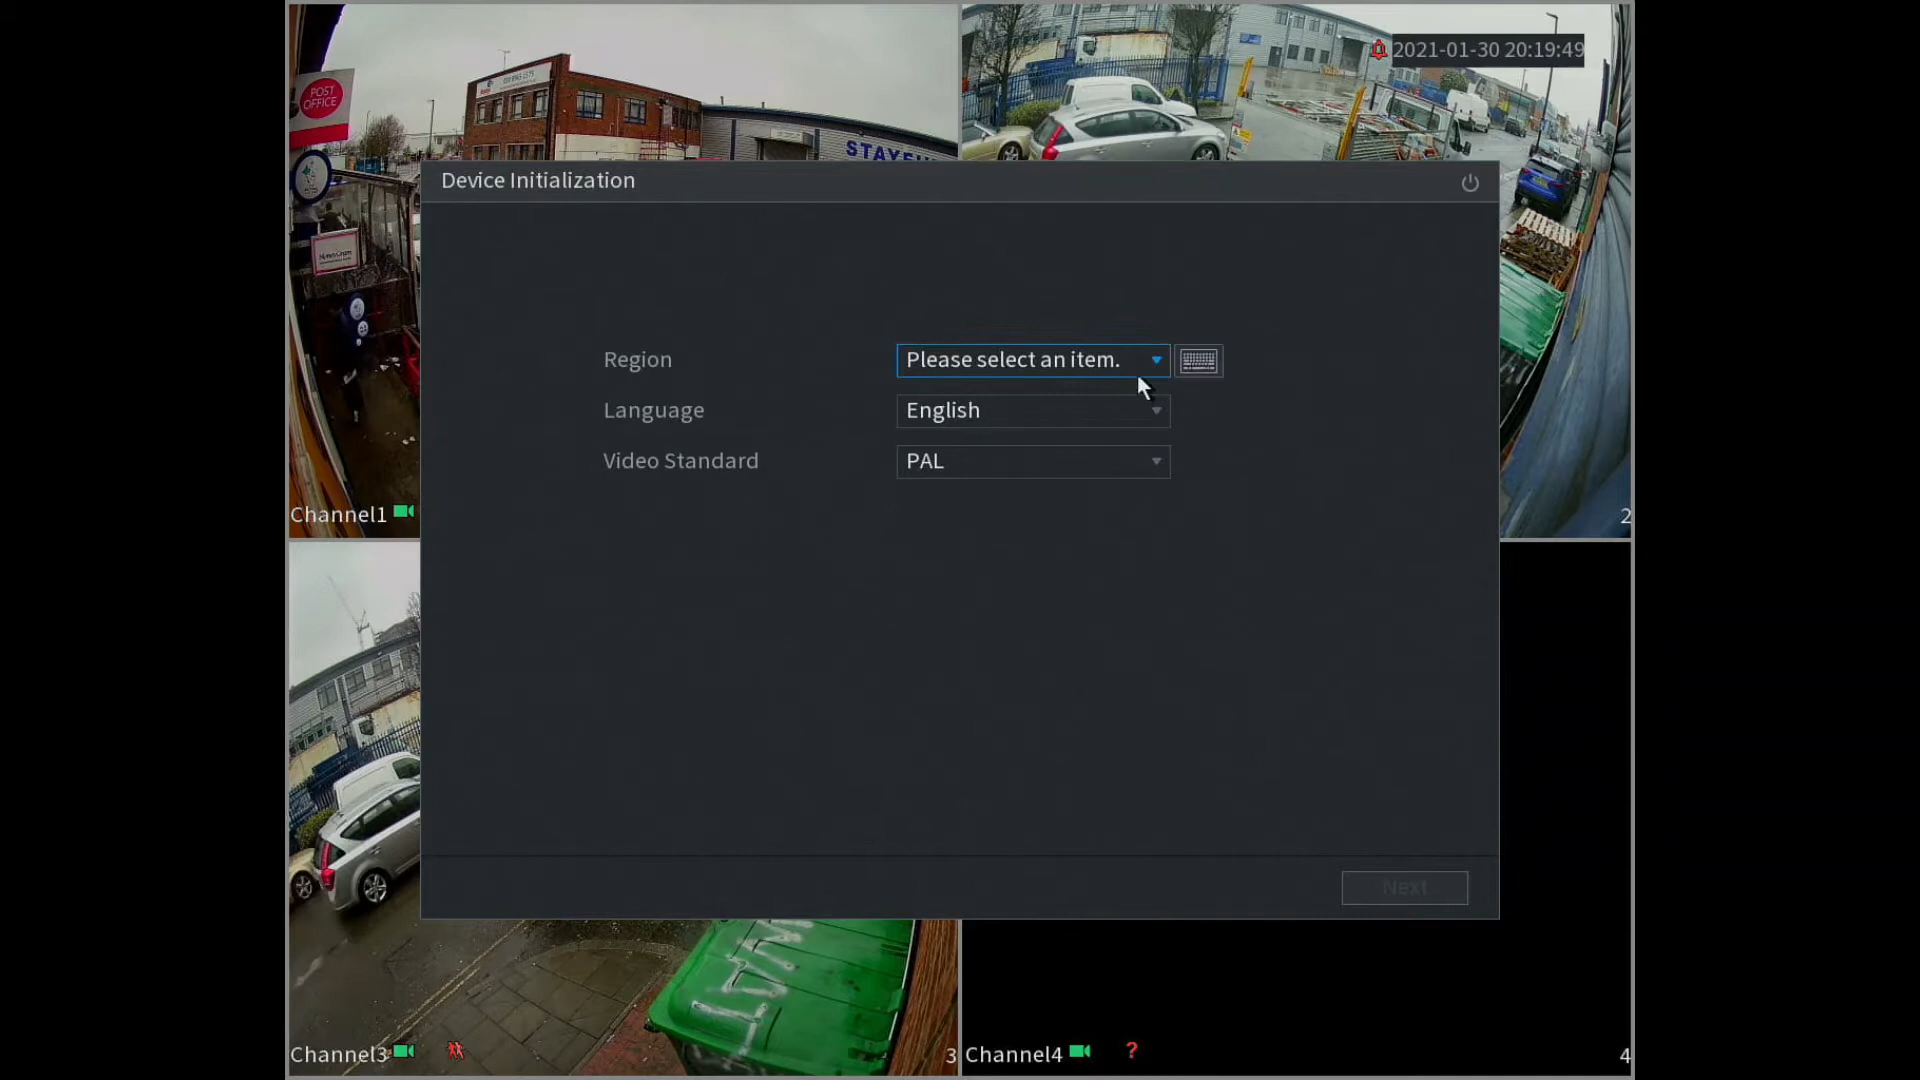 POST
OFFICE
2021-01-30 20:19:49
Device Initialization
Region
Please select an item.
Language
English
Video Standard
PAL
Channel1
2
Next
Channel3
3
Channel4
?
4